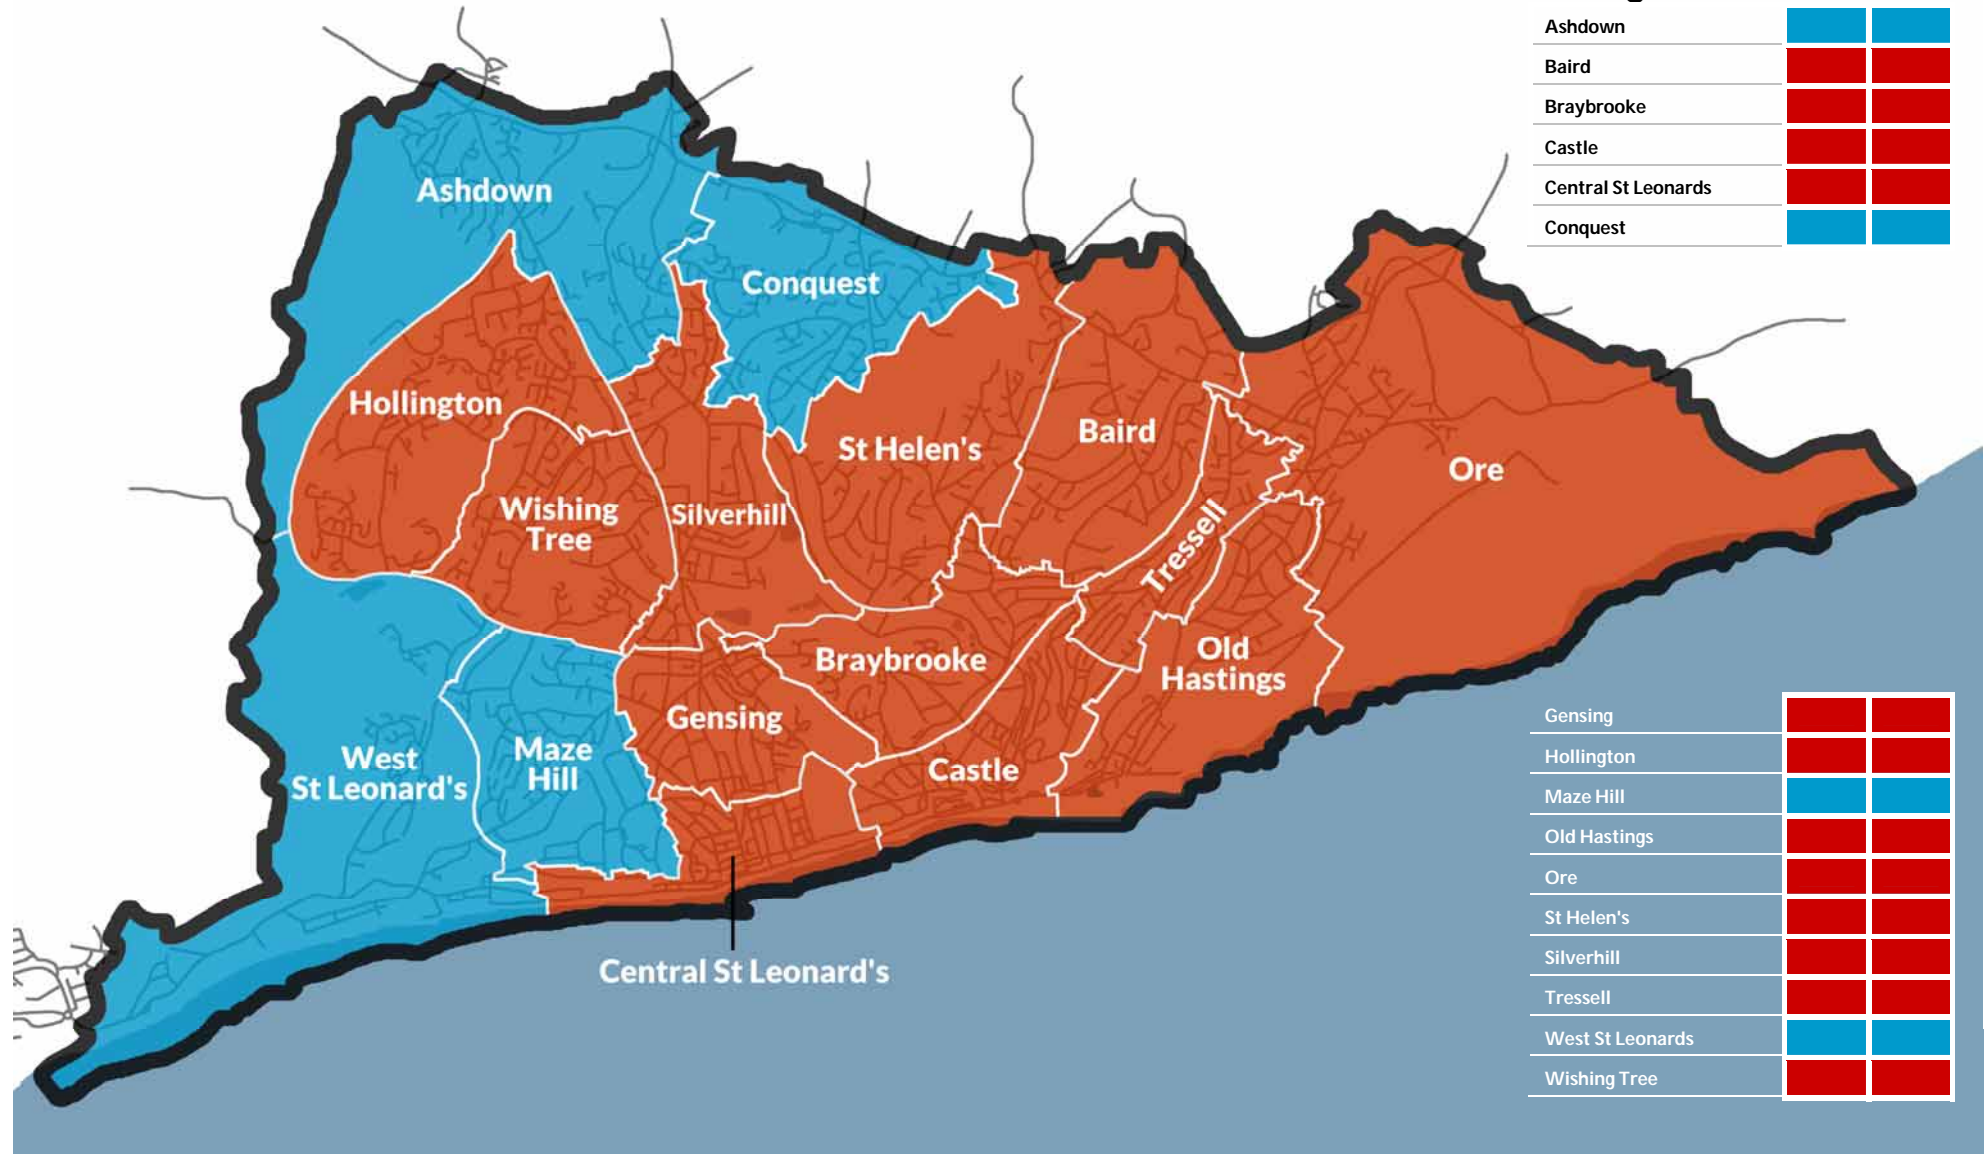 Ashdown
Baird
Braybrooke
Castle
Central St Leonards
Conquest
Ashdown
Conquest
Hollington
St Helen's
Baird
Ore
Wishing
Tree
Silverhill
Tressell
Old
Hastings
Braybrooke
Gensing
West
St Leonard's
Maze
Hill
Castle
Central St Leonard's
Gensing
Hollington
Maze Hill
Old Hastings
Ore
St Helen's
Silverhill
Tressell
West St Leonards
Wishing Tree